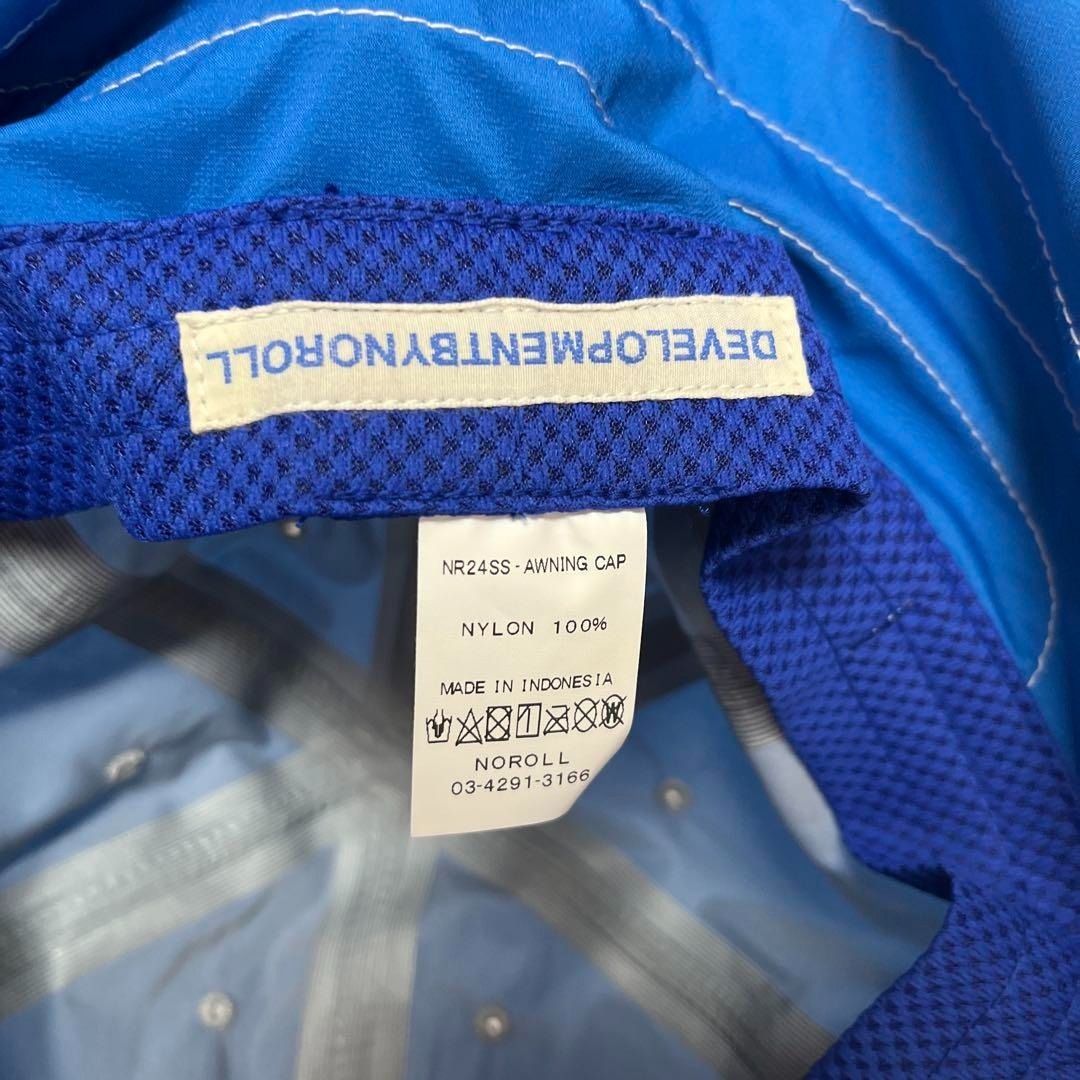 DEVELOPMENTBYNOROLL
NR24SS - AWNING CAP
NYLON 100%
MADE IN INDONESIA
NOROLL
03-4291-3166